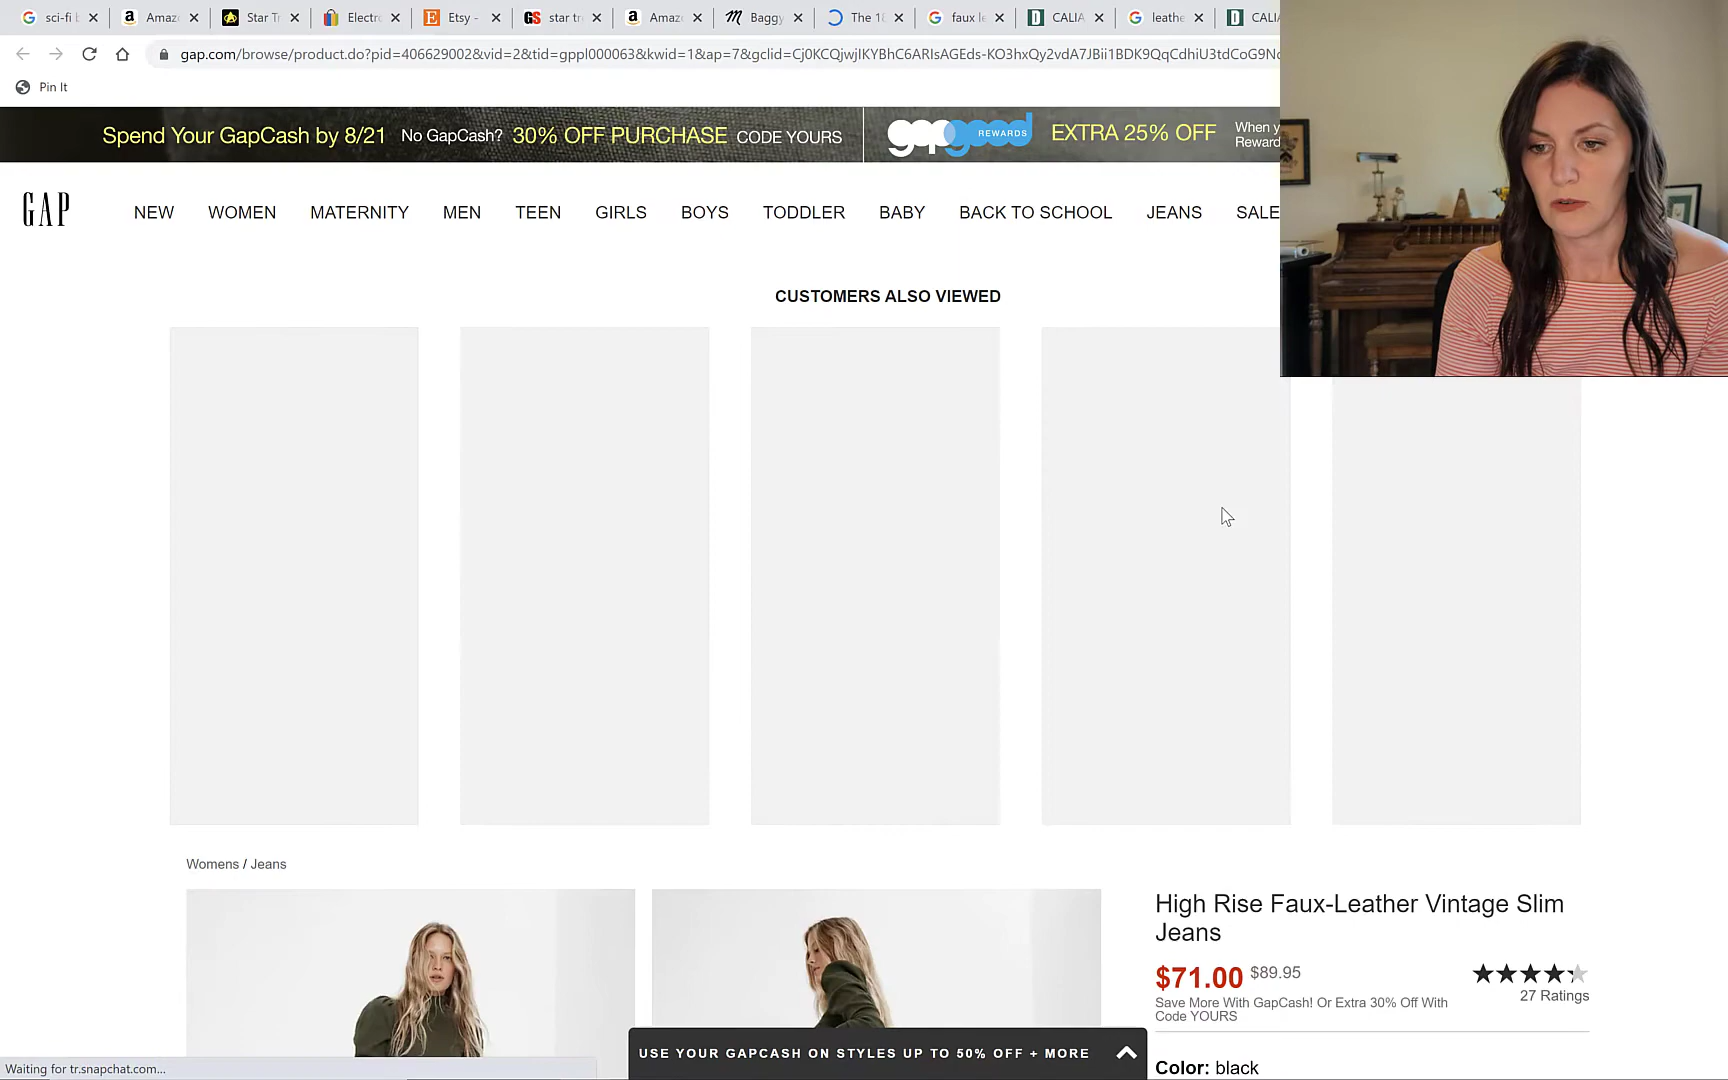 sci-fi b
Amaz
Star Tr
Electr
Etsy -
star tr
Amaz
Baggy
The 18
faux le
CALIA
leathe
CALIA
gap.com/browse/product.do?pid=406629002&vid=2&tid=gppl000063&kwid=1&ap=7&gclid=Cj0KCQjwjIKYBhC6ARIsAGEds-KO3hxQy2vdA7JBii1BDK9QqCdhiU3tdCoG9Nc
Pin It
Spend Your GapCash by 8/21 No GapCash? 30% OFF PURCHASE CODE YOURS
gapgood REWARDS EXTRA 25% OFF When y
Reward
GAP NEW WOMEN MATERNITY MEN TEEN GIRLS BOYS TODDLER BABY BACK TO SCHOOL JEANS SALE
CUSTOMERS ALSO VIEWED
Womens / Jeans
High Rise Faux-Leather Vintage Slim
Jeans
$71.00 $89.95
27 Ratings
Save More With GapCash! Or Extra 30% Off With
Code YOURS
Color: black
USE YOUR GAPCASH ON STYLES UP TO 50% OFF + MORE
Waiting for tr.snapchat.com...